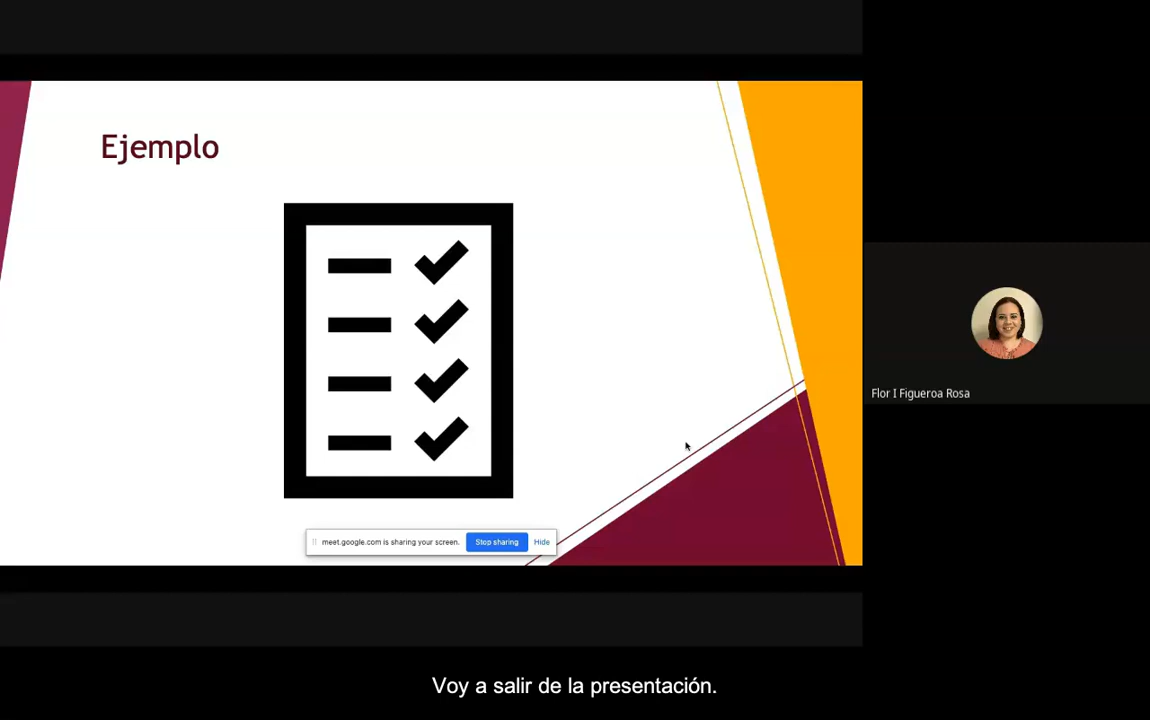 Ejemplo
meet.google.com is sharing your screen.
Stop sharing
Hide
Flor I Figueroa Rosa
Voy a salir de la presentación.